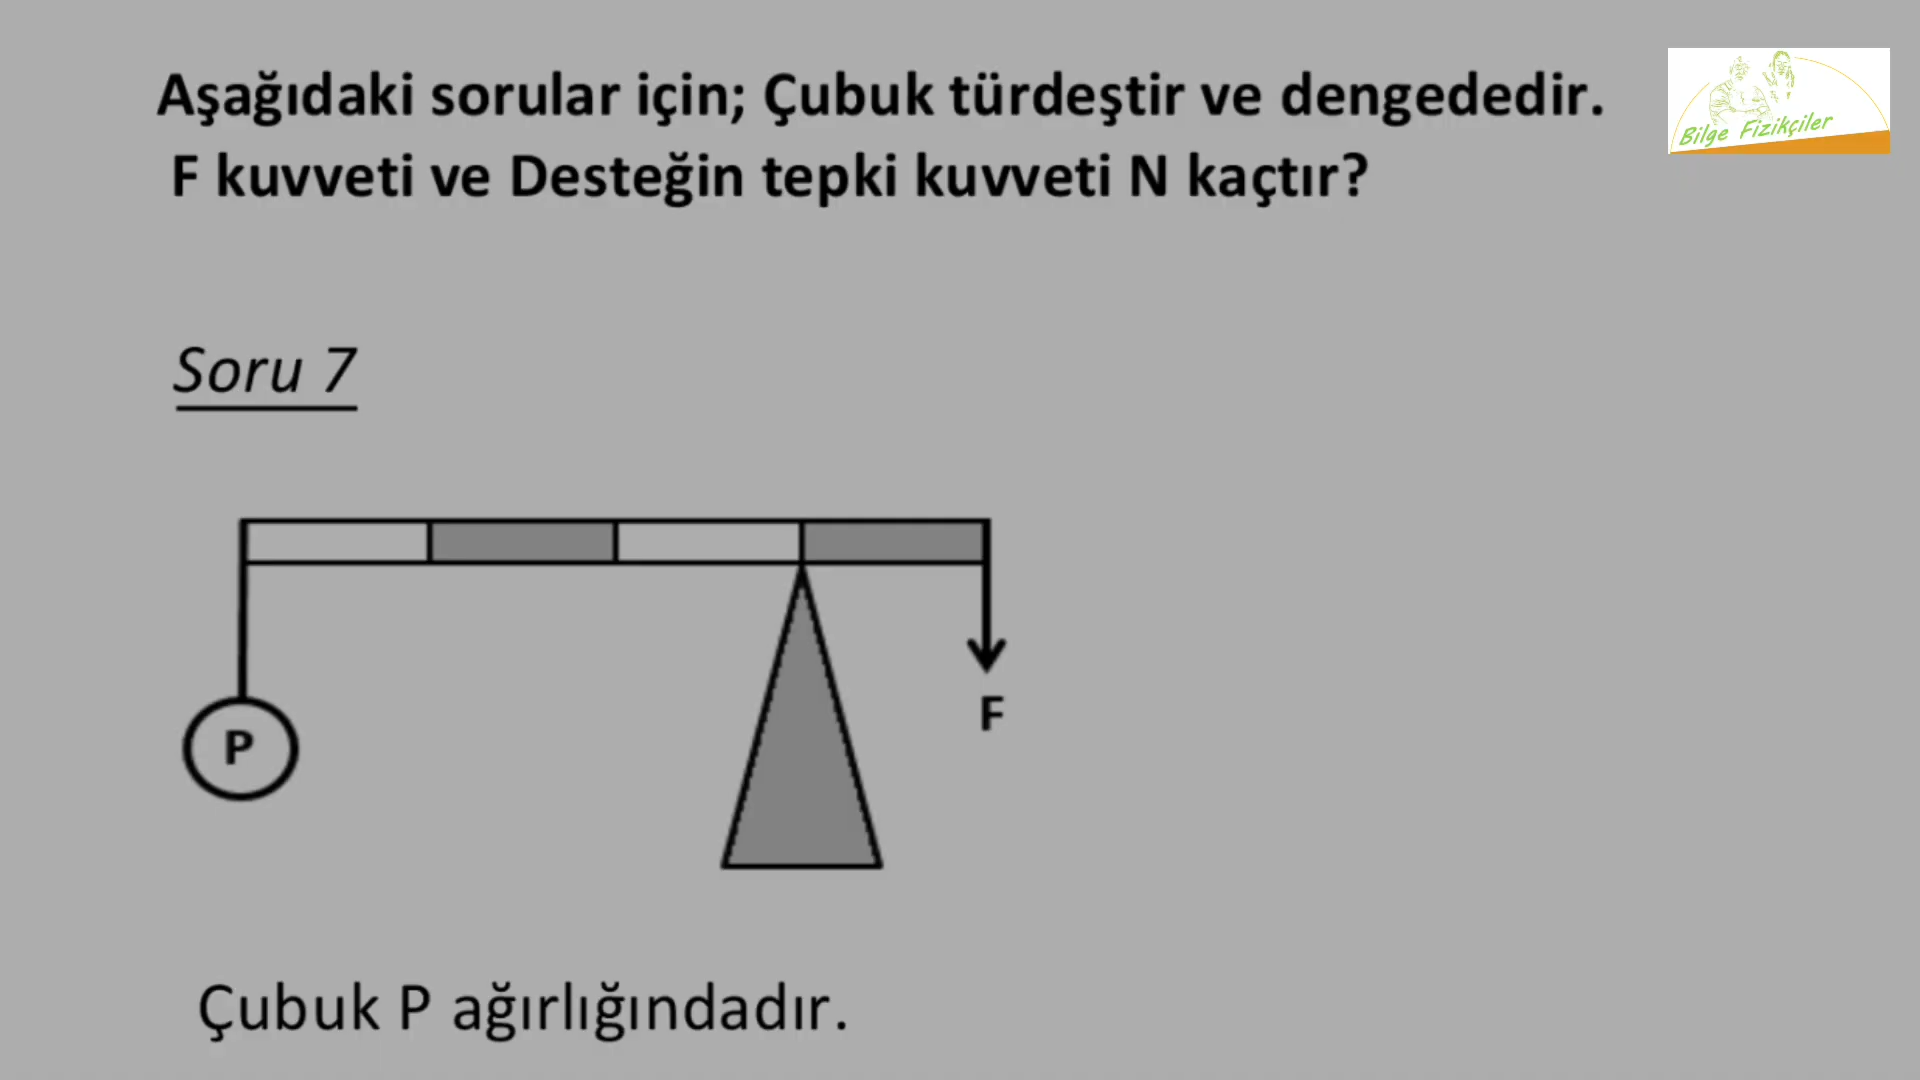 Aşağıdaki sorular için; Çubuk türdeştir ve dengededir.
F kuvveti ve Desteğin tepki kuvveti N kaçtır?
Bilge Fizikçiler
Soru 7
P
F
Çubuk P ağırlığındadır.